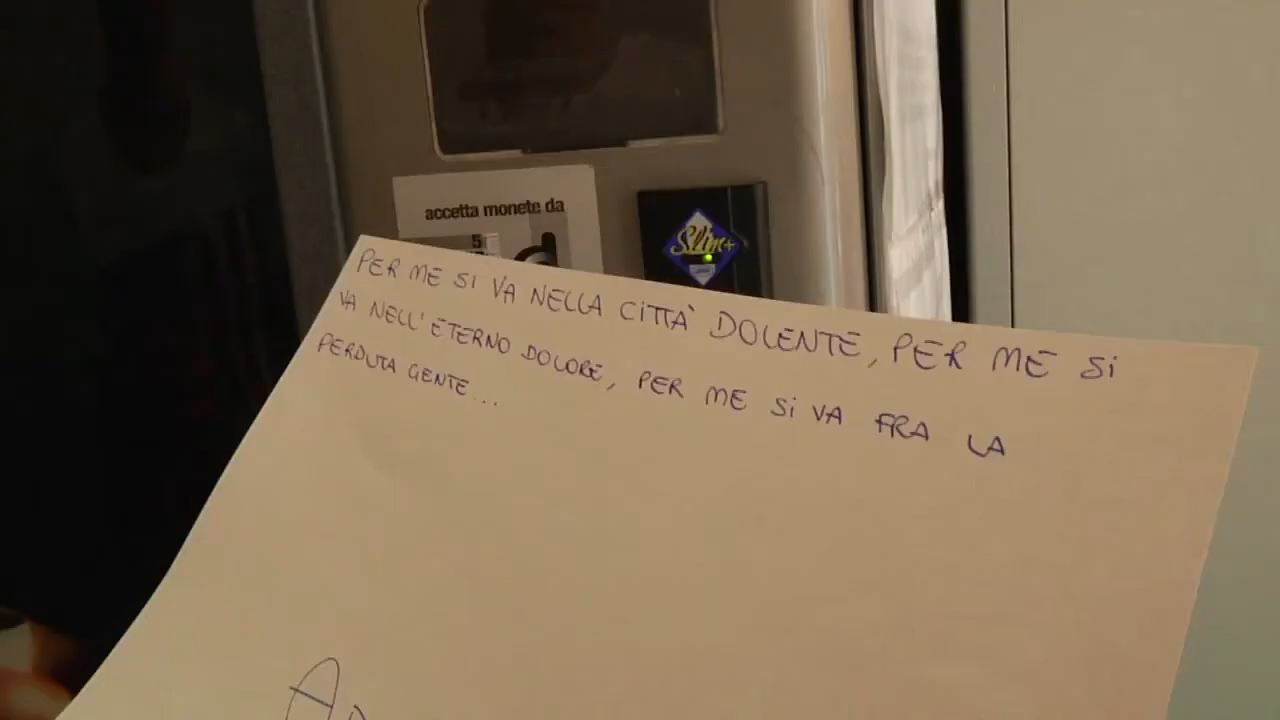 accetta monete da
5
Slim+
PER ME SI VA NELLA CITTÀ DOLENTE, PER ME Si
VA NELL'ETERNO DOLORE, PER ME Si VA FRA LA
PERDUTA GENTE...